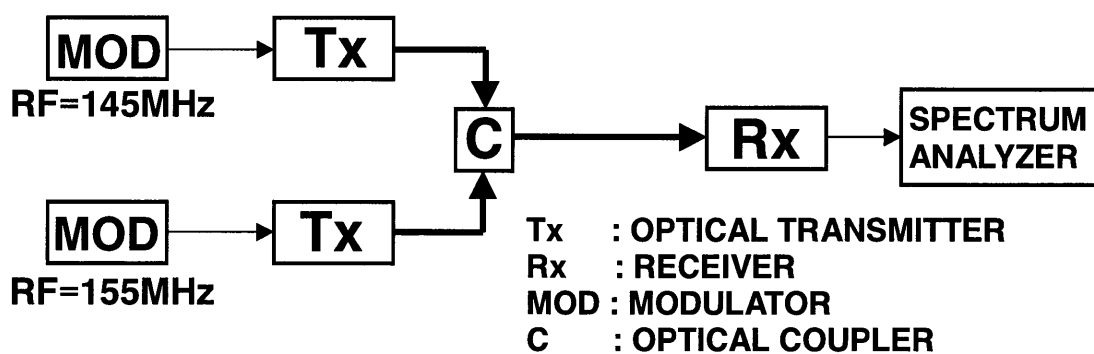 MOD
Tx
RF=145MHz
C
Rx
SPECTRUM
ANALYZER
MOD
Tx
RF=155MHz
Tx : OPTICAL TRANSMITTER
Rx : RECEIVER
MOD : MODULATOR
C : OPTICAL COUPLER